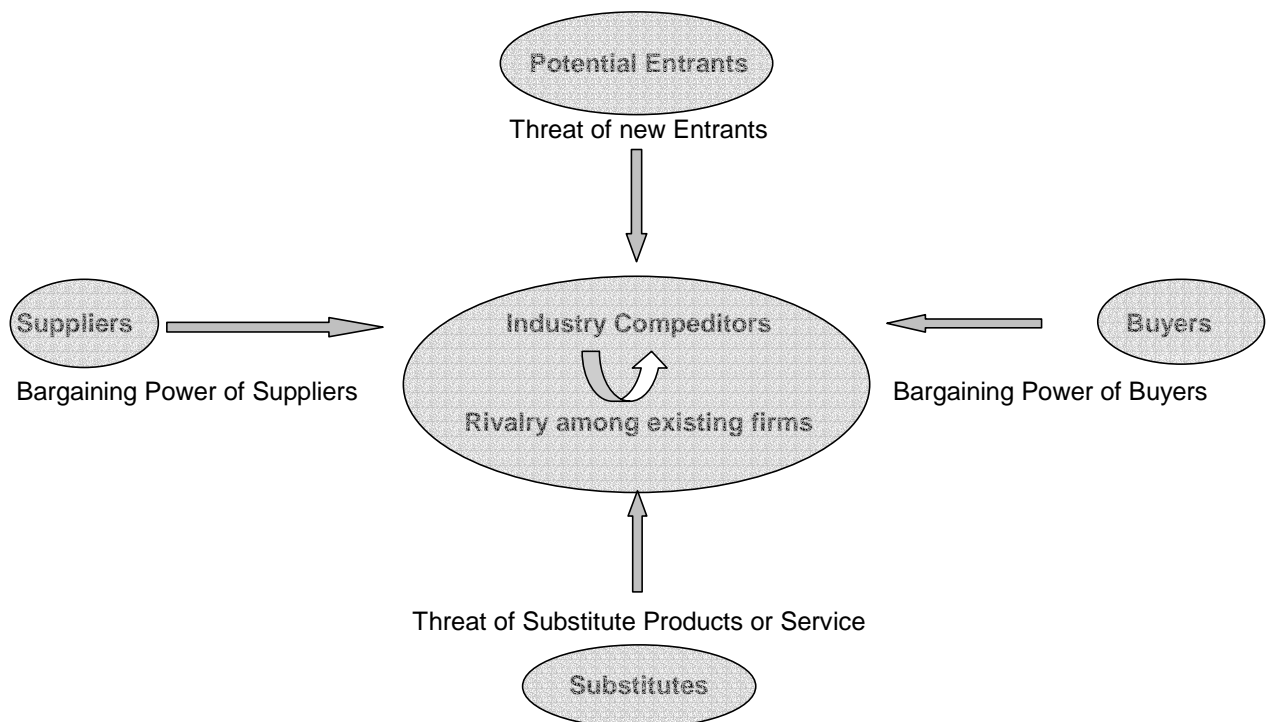 Potential Entrants
Threat of new Entrants
Suppliers
Industry Compeditors
Buyers
Bargaining Power of Suppliers
Bargaining Power of Buyers
Rivalry among existing firms
Threat of Substitute Products or Service
Substitutes